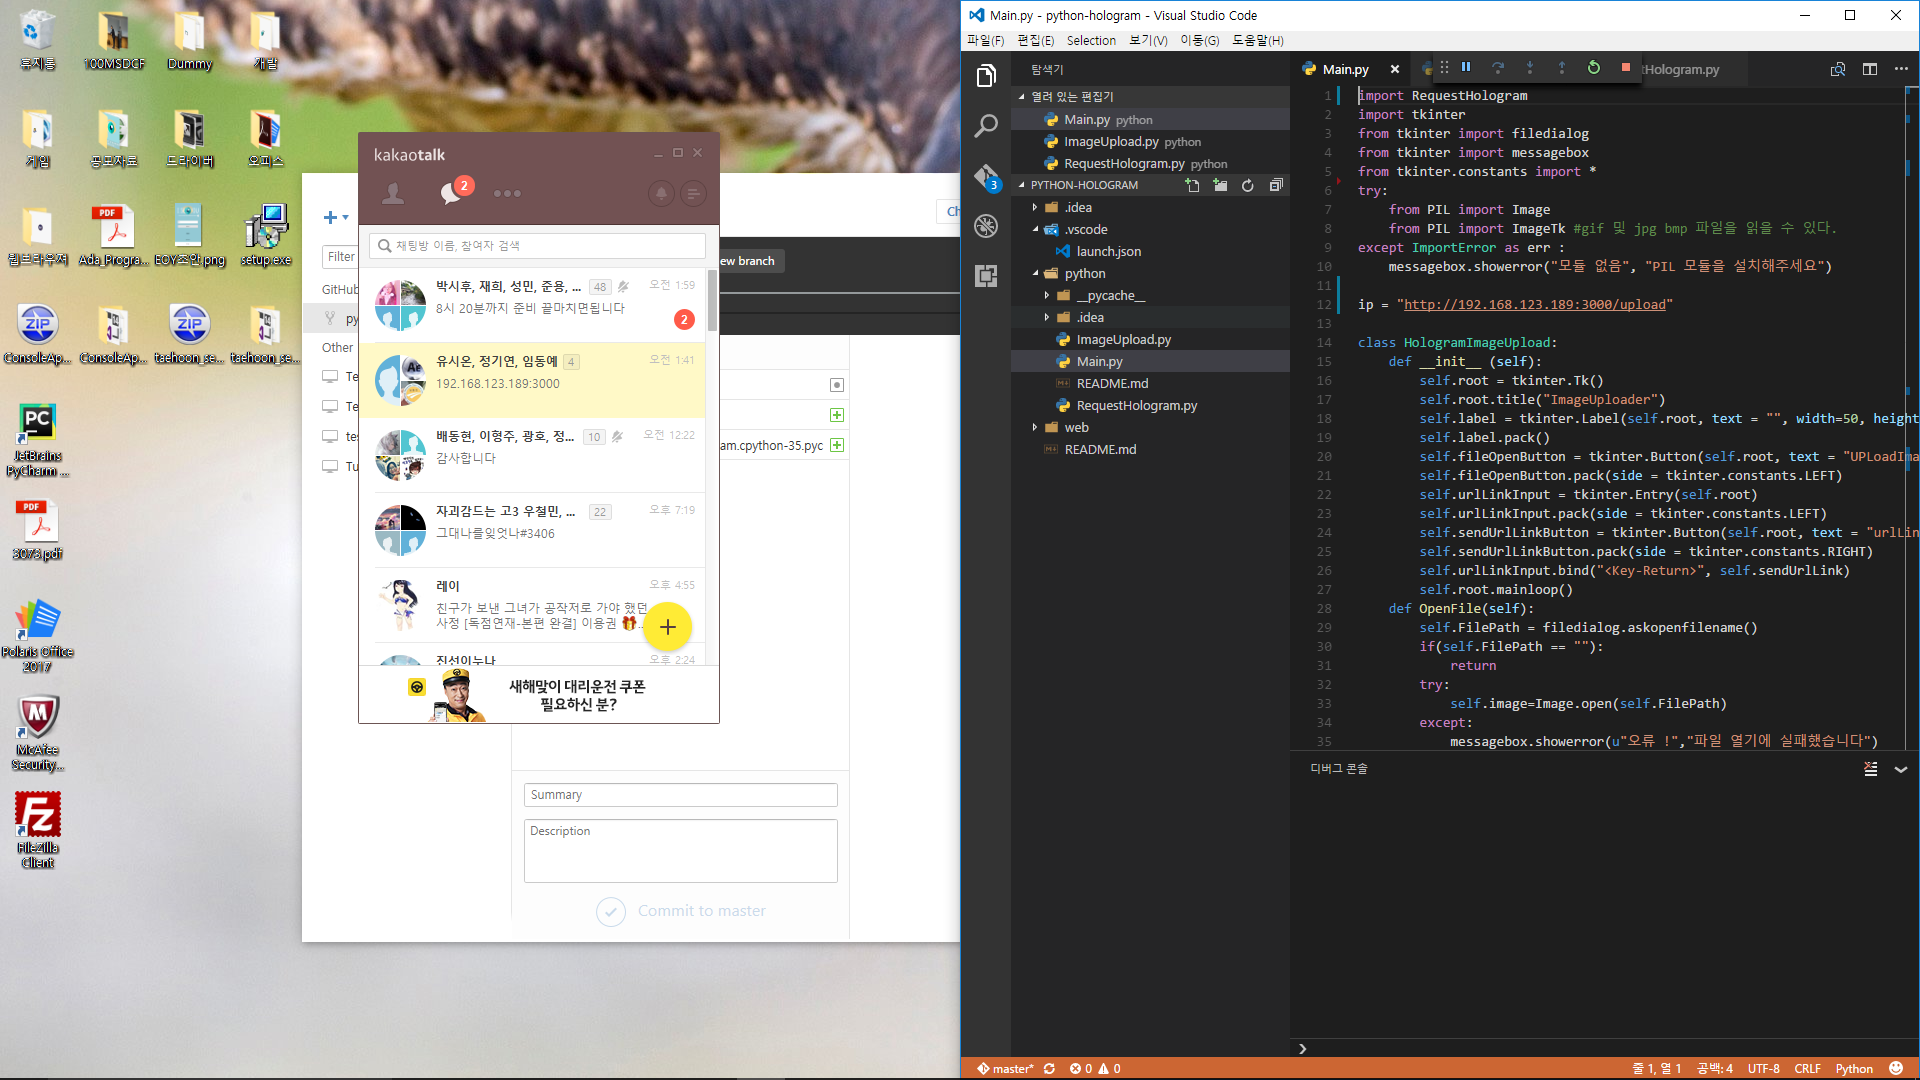 휴지통
100MSDCF
Dummy
개발
게임
공모자료
드라이버
오피스
웹브라우저
Ada_Progra...
EOY조안.png
setup.exe
ConsoleAp...
ConsoleAp...
taehoon_se...
taehoon_se...
JetBrains
PyCharm ...
3073.pdf
Polaris Office
2017
McAfee
Security...
FileZilla
Client
Filter
GitHub
py
Other
Te
Te
tes
Tu
Ch
ew branch
am.cpython-35.pyc
Summary
Description
Commit to master
kakaotalk
2
채팅방 이름, 참여자 검색
박시후, 재희, 성민, 준용, ... 48 오전 1:59
8시 20분까지 준비 끝마치면됩니다 2
유시온, 정기연, 임동예 4 오전 1:41
192.168.123.189:3000
배동현, 이형주, 광호, 정... 10 오전 12:22
감사합니다
자괴감드는 고3 우철민, ... 22 오후 7:19
그대나를잊었나#3406
레이 오후 4:55
친구가 보낸 그녀가 공작저로 가야 했던
사정 [독점연재-본편 완결] 이용권 ...
진선이누나 오후 2:24
새해맞이 대리운전 쿠폰
필요하신 분?
Main.py - python-hologram - Visual Studio Code
파일(F) 편집(E) Selection 보기(V) 이동(G) 도움말(H)
3
탐색기
열려 있는 편집기
Main.py python
ImageUpload.py python
RequestHologram.py python
PYTHON-HOLOGRAM
.idea
.vscode
launch.json
python
__pycache__
.idea
ImageUpload.py
Main.py
README.md
RequestHologram.py
web
README.md
Main.py
tHologram.py
1 import RequestHologram
2 import tkinter
3 from tkinter import filedialog
4 from tkinter import messagebox
5 from tkinter.constants import *
6 try:
7 from PIL import Image
8 from PIL import ImageTk #gif 및 jpg bmp 파일을 읽을 수 있다.
9 except ImportError as err :
10 messagebox.showerror("모듈 없음", "PIL 모듈을 설치해주세요")
11
12 ip = "http://192.168.123.189:3000/upload"
13
14 class HologramImageUpload:
15 def __init__ (self):
16 self.root = tkinter.Tk()
17 self.root.title("ImageUploader")
18 self.label = tkinter.Label(self.root, text = "", width=50, height
19 self.label.pack()
20 self.fileOpenButton = tkinter.Button(self.root, text = "UPLoadIma
21 self.fileOpenButton.pack(side = tkinter.constants.LEFT)
22 self.urlLinkInput = tkinter.Entry(self.root)
23 self.urlLinkInput.pack(side = tkinter.constants.LEFT)
24 self.sendUrlLinkButton = tkinter.Button(self.root, text = "urlLin
25 self.sendUrlLinkButton.pack(side = tkinter.constants.RIGHT)
26 self.urlLinkInput.bind("<Key-Return>", self.sendUrlLink)
27 self.root.mainloop()
28 def OpenFile(self):
29 self.FilePath = filedialog.askopenfilename()
30 if(self.FilePath == ""):
31 return
32 try:
33 self.image=Image.open(self.FilePath)
34 except:
35 messagebox.showerror(u"오류 !","파일 열기에 실패했습니다")
디버그 콘솔
master* 0 0 줄 1, 열 1 공백: 4 UTF-8 CRLF Python